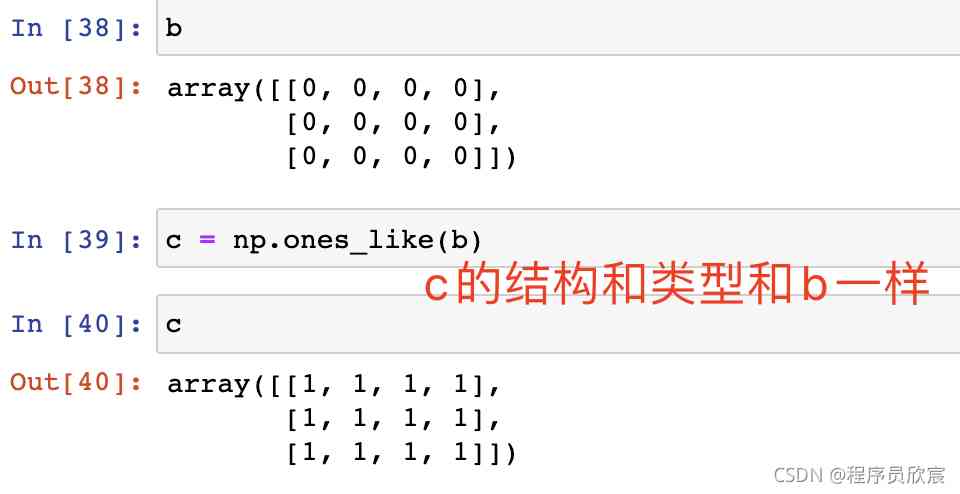 In [38]: b
Out[38]: array([[0, 0, 0, 0],
[0, 0, 0, 0],
[0, 0, 0, 0]])
In [39]: c = np.ones_like(b)
c的结构和类型和b一样
In [40]: c
Out[40]: array([[1, 1, 1, 1],
[1, 1, 1, 1],
[1, 1, 1, 1]])
CSDN @程序员欣宸